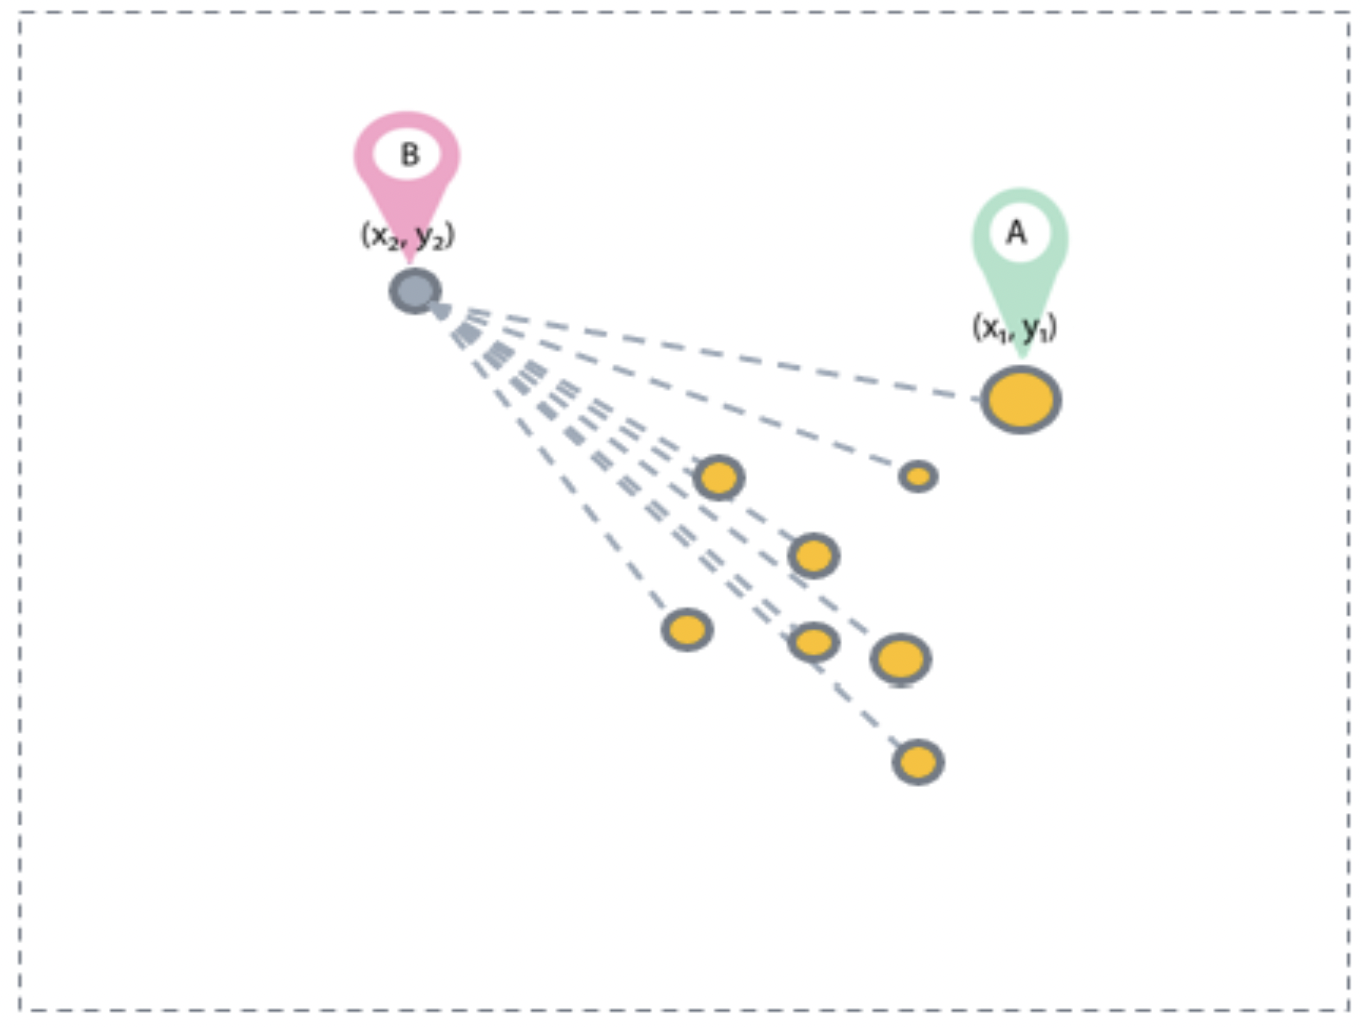 B
(x₂, y₂)
A
(x₁, y₁)